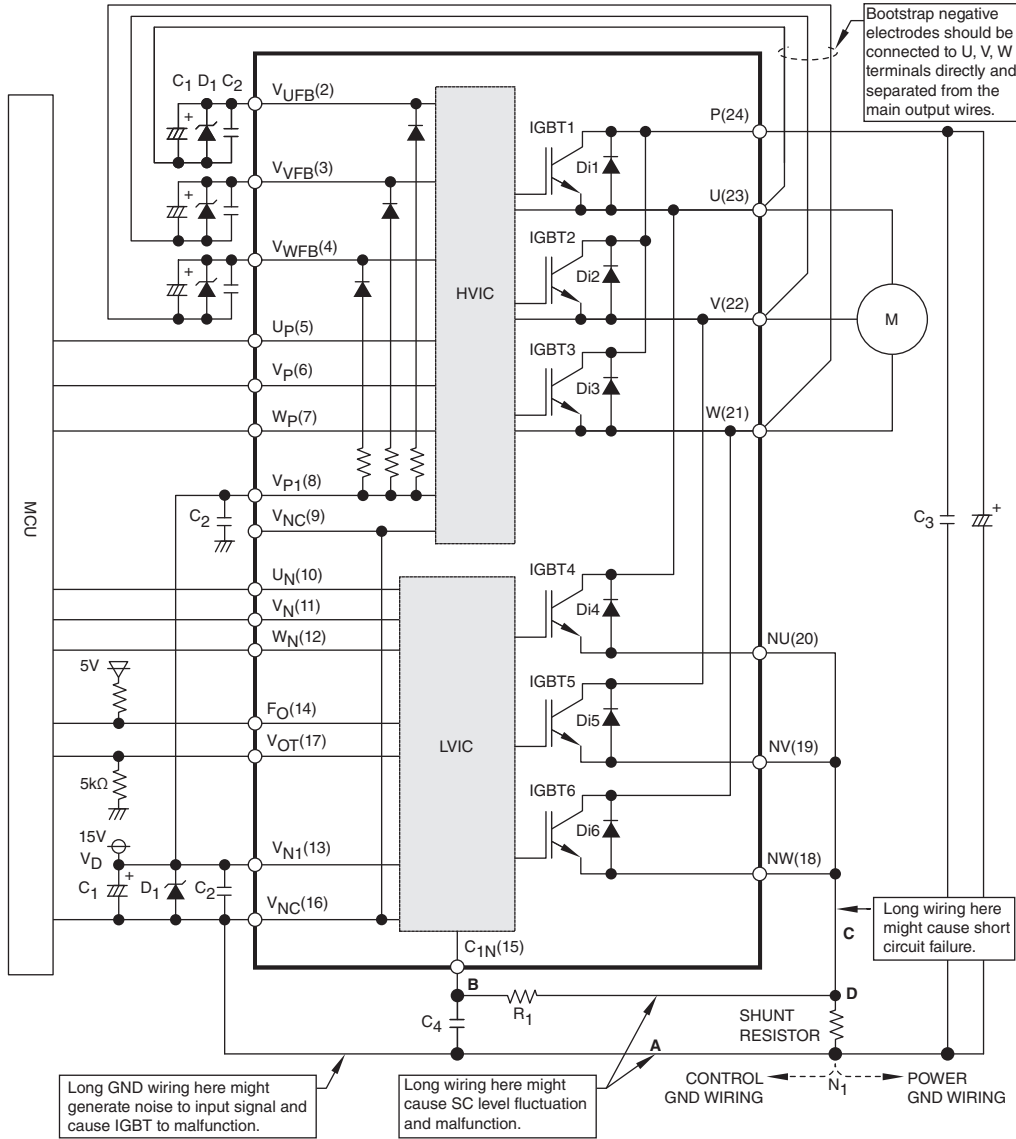 Bootstrap negative
electrodes should be
connected to U, V, W
terminals directly and
separated from the
main output wires.
C1 D1 C2
+
VUFB(2)
P(24)
IGBT1
Di1
+
VVFB(3)
U(23)
IGBT2
Di2
+
VWFB(4)
HVIC
V(22)
M
UP(5)
IGBT3
VP(6)
Di3
WP(7)
W(21)
MCU
VP1(8)
C2
VNC(9)
C3
+
UN(10)
IGBT4
VN(11)
Di4
WN(12)
NU(20)
5V
IGBT5
FO(14)
Di5
VOT(17)
LVIC
NV(19)
5kΩ
IGBT6
15V
Di6
VD
VN1(13)
NW(18)
C1
+
D1
C2
VNC(16)
Long wiring here
might cause short
circuit failure.
C
C1N(15)
B
D
R1
C4
SHUNT
RESISTOR
A
N1
CONTROL
GND WIRING
POWER
GND WIRING
Long GND wiring here might
generate noise to input signal and
cause IGBT to malfunction.
Long wiring here might
cause SC level fluctuation
and malfunction.